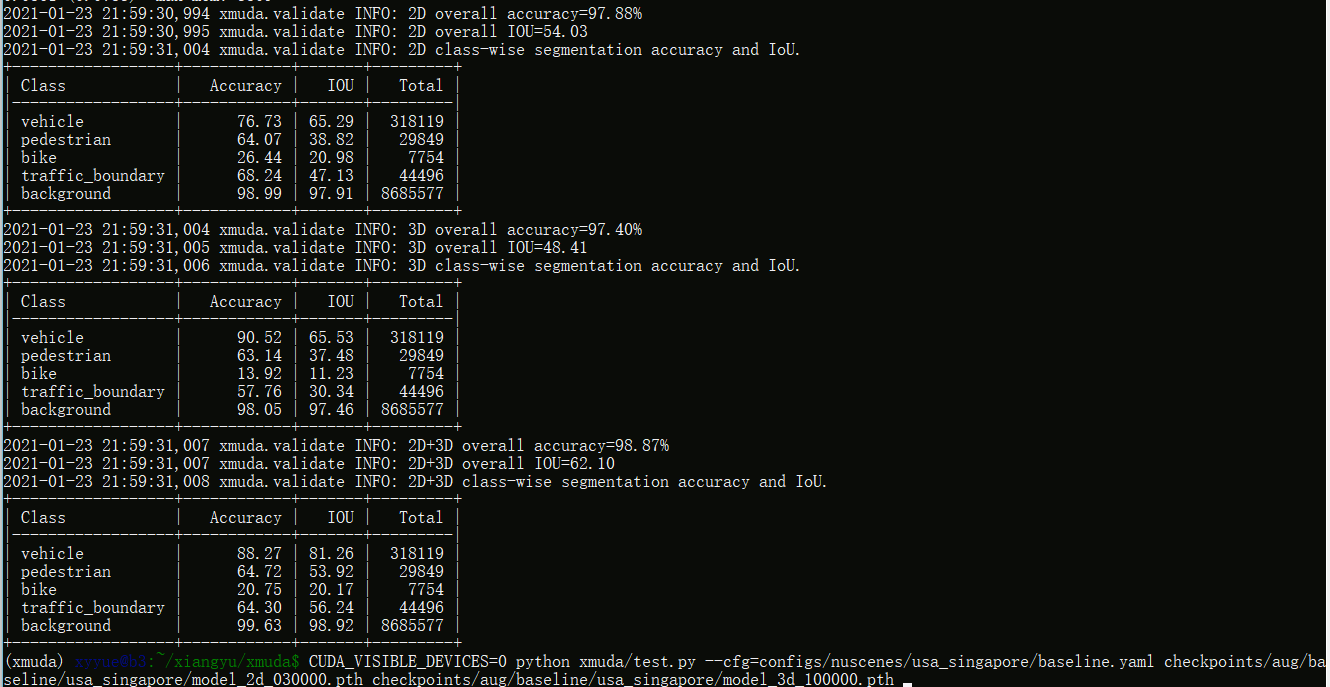 2021-01-23 21:59:30,994 xmuda.validate INFO: 2D overall accuracy=97.88%
2021-01-23 21:59:30,995 xmuda.validate INFO: 2D overall IOU=54.03
2021-01-23 21:59:31,004 xmuda.validate INFO: 2D class-wise segmentation accuracy and IoU.
| Class | Accuracy | IOU | Total |
| vehicle | 76.73 | 65.29 | 318119 |
| pedestrian | 64.07 | 38.82 | 29849 |
| bike | 26.44 | 20.98 | 7754 |
| traffic_boundary | 68.24 | 47.13 | 44496 |
| background | 98.99 | 97.91 | 8685577 |
2021-01-23 21:59:31,004 xmuda.validate INFO: 3D overall accuracy=97.40%
2021-01-23 21:59:31,005 xmuda.validate INFO: 3D overall IOU=48.41
2021-01-23 21:59:31,006 xmuda.validate INFO: 3D class-wise segmentation accuracy and IoU.
| Class | Accuracy | IOU | Total |
| vehicle | 90.52 | 65.53 | 318119 |
| pedestrian | 63.14 | 37.48 | 29849 |
| bike | 13.92 | 11.23 | 7754 |
| traffic_boundary | 57.76 | 30.34 | 44496 |
| background | 98.05 | 97.46 | 8685577 |
2021-01-23 21:59:31,007 xmuda.validate INFO: 2D+3D overall accuracy=98.87%
2021-01-23 21:59:31,007 xmuda.validate INFO: 2D+3D overall IOU=62.10
2021-01-23 21:59:31,008 xmuda.validate INFO: 2D+3D class-wise segmentation accuracy and IoU.
| Class | Accuracy | IOU | Total |
| vehicle | 88.27 | 81.26 | 318119 |
| pedestrian | 64.72 | 53.92 | 29849 |
| bike | 20.75 | 20.17 | 7754 |
| traffic_boundary | 64.30 | 56.24 | 44496 |
| background | 99.63 | 98.92 | 8685577 |
(xmuda) xyyue@b3:~/xiangyu/xmuda$ CUDA_VISIBLE_DEVICES=0 python xmuda/test.py --cfg=configs/nuscenes/usa_singapore/baseline.yaml checkpoints/aug/ba
seline/usa_singapore/model_2d_030000.pth checkpoints/aug/baseline/usa_singapore/model_3d_100000.pth